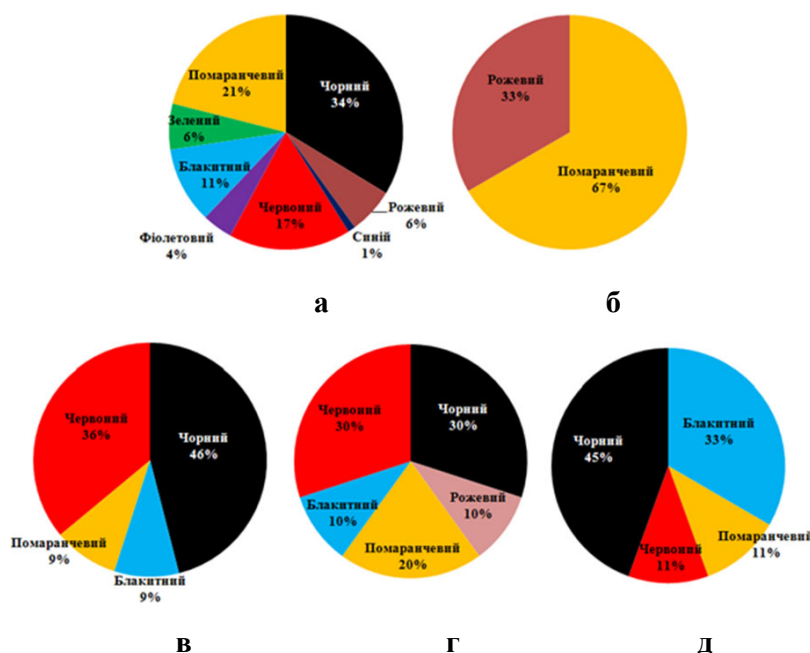 Помаранчевий
21%
Чорний
34%
Зелений
6%
Блакитний
11%
Фіолетовий
4%
Червоний
17%
Синій
1%
Рожевий
6%
а
Рожевий
33%
Помаранчевий
67%
б
Червоний
36%
Чорний
46%
Помаранчевий
9%
Блакитний
9%
в
Червоний
30%
Чорний
30%
Блакитний
10%
Рожевий
10%
Помаранчевий
20%
г
Чорний
45%
Блакитний
33%
Червоний
11%
Помаранчевий
11%
д